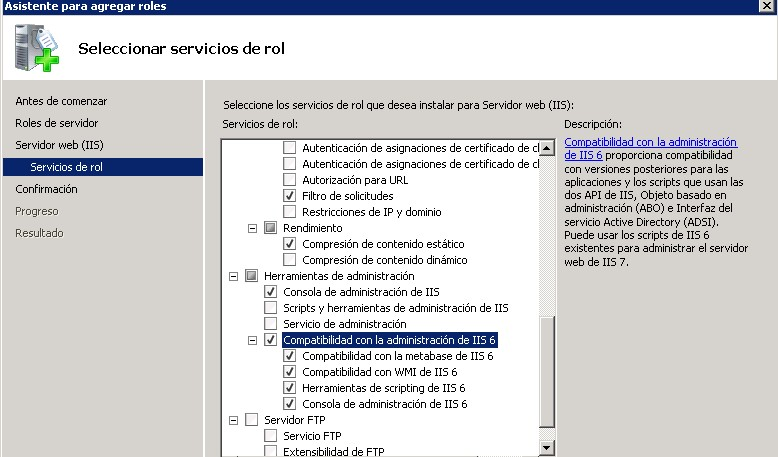 Asistente para agregar roles
Seleccionar servicios de rol
Antes de comenzar
Roles de servidor
Servidor web (IIS)
Servicios de rol
Confirmación
Progreso
Resultado
Seleccione los servicios de rol que desea instalar para Servidor web (IIS):
Servicios de rol:
Autenticación de asignaciones de certificado de cl
Autenticación de asignaciones de certificado de cl
Autorización para URL
Filtro de solicitudes
Restricciones de IP y dominio
Rendimiento
Compresión de contenido estático
Compresión de contenido dinámico
Herramientas de administración
Consola de administración de IIS
Scripts y herramientas de administración de IIS
Servicio de administración
Compatibilidad con la administración de IIS 6
Compatibilidad con la metabase de IIS 6
Compatibilidad con WMI de IIS 6
Herramientas de scripting de IIS 6
Consola de administración de IIS 6
Servidor FTP
Servicio FTP
Extensibilidad de FTP
Descripción:
Compatibilidad con la administración
de IIS 6 proporciona compatibilidad
con versiones posteriores para las
aplicaciones y los scripts que usan las
dos API de IIS, Objeto basado en
administración (ABO) e Interfaz del
servicio Active Directory (ADSI).
Puede usar los scripts de IIS 6
existentes para administrar el servidor
web de IIS 7.